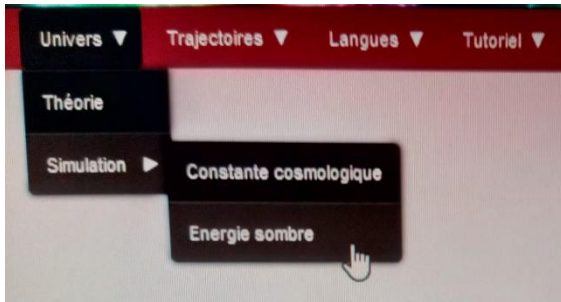 Univers ▼ Trajectoires ▼ Langues ▼ Tutoriel ▼
Théorie
Simulation ▶
Constante cosmologique
Energie sombre